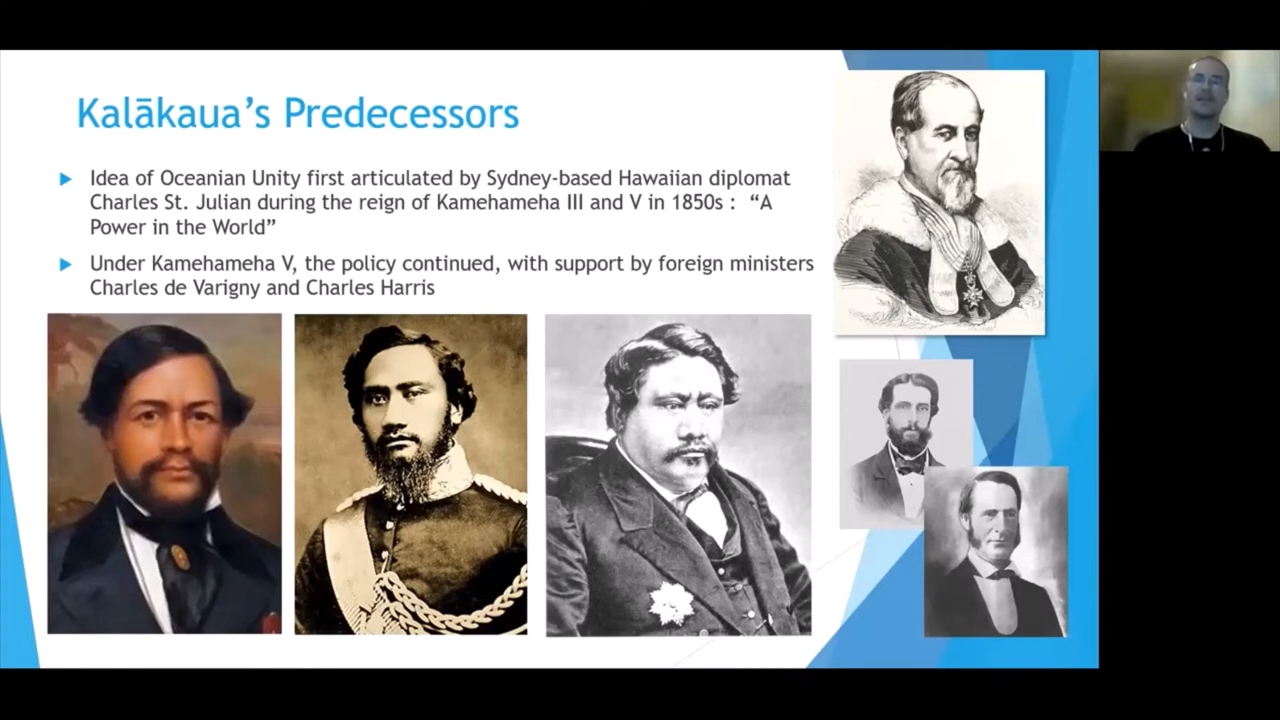 Kalākaua’s Predecessors
Idea of Oceanian Unity first articulated by Sydney-based Hawaiian diplomat
Charles St. Julian during the reign of Kamehameha III and V in 1850s : “A
Power in the World”
Under Kamehameha V, the policy continued, with support by foreign ministers
Charles de Varigny and Charles Harris